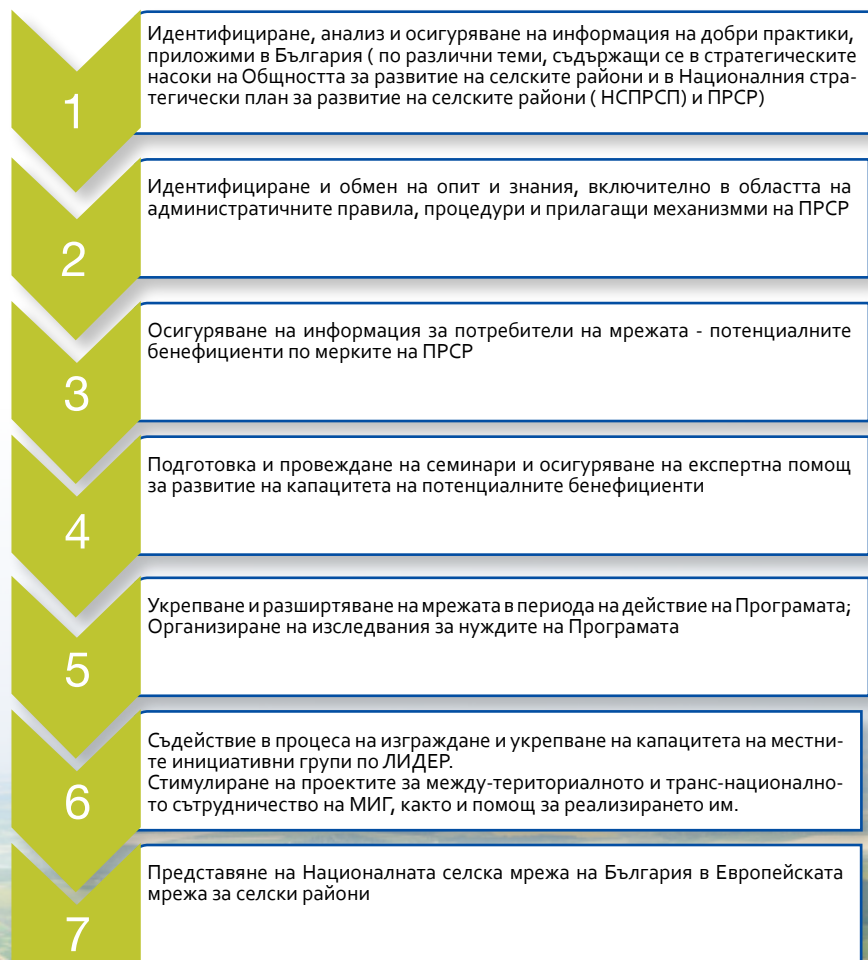 1
Идентифициране, анализ и осигуряване на информация на добри практики,
приложими в България ( по различни теми, съдържащи се в стратегическите
насоки на Общността за развитие на селските райони и в Националния стра-
тегически план за развитие на селските райони ( НСПРСП) и ПРСР)
2
Идентифициране и обмен на опит и знания, включително в областта на
административните правила, процедури и прилагащи механизмми на ПРСР
3
Осигуряване на информация за потребители на мрежата - потенциалните
бенефициенти по мерките на ПРСР
4
Подготовка и провеждане на семинари и осигуряване на експертна помощ
за развитие на капацитета на потенциалните бенефициенти
5
Укрепване и разширтяване на мрежата в периода на действие на Програмата;
Организиране на изследвания за нуждите на Програмата
6
Съдействие в процеса на изграждане и укрепване на капацитета на местни-
те инициативни групи по ЛИДЕР.
Стимулиране на проектите за между-териториалното и транс-национално-
то сътрудничество на МИГ, както и помощ за реализирането им.
7
Представяне на Националната селска мрежа на България в Европейската
мрежа за селски райони